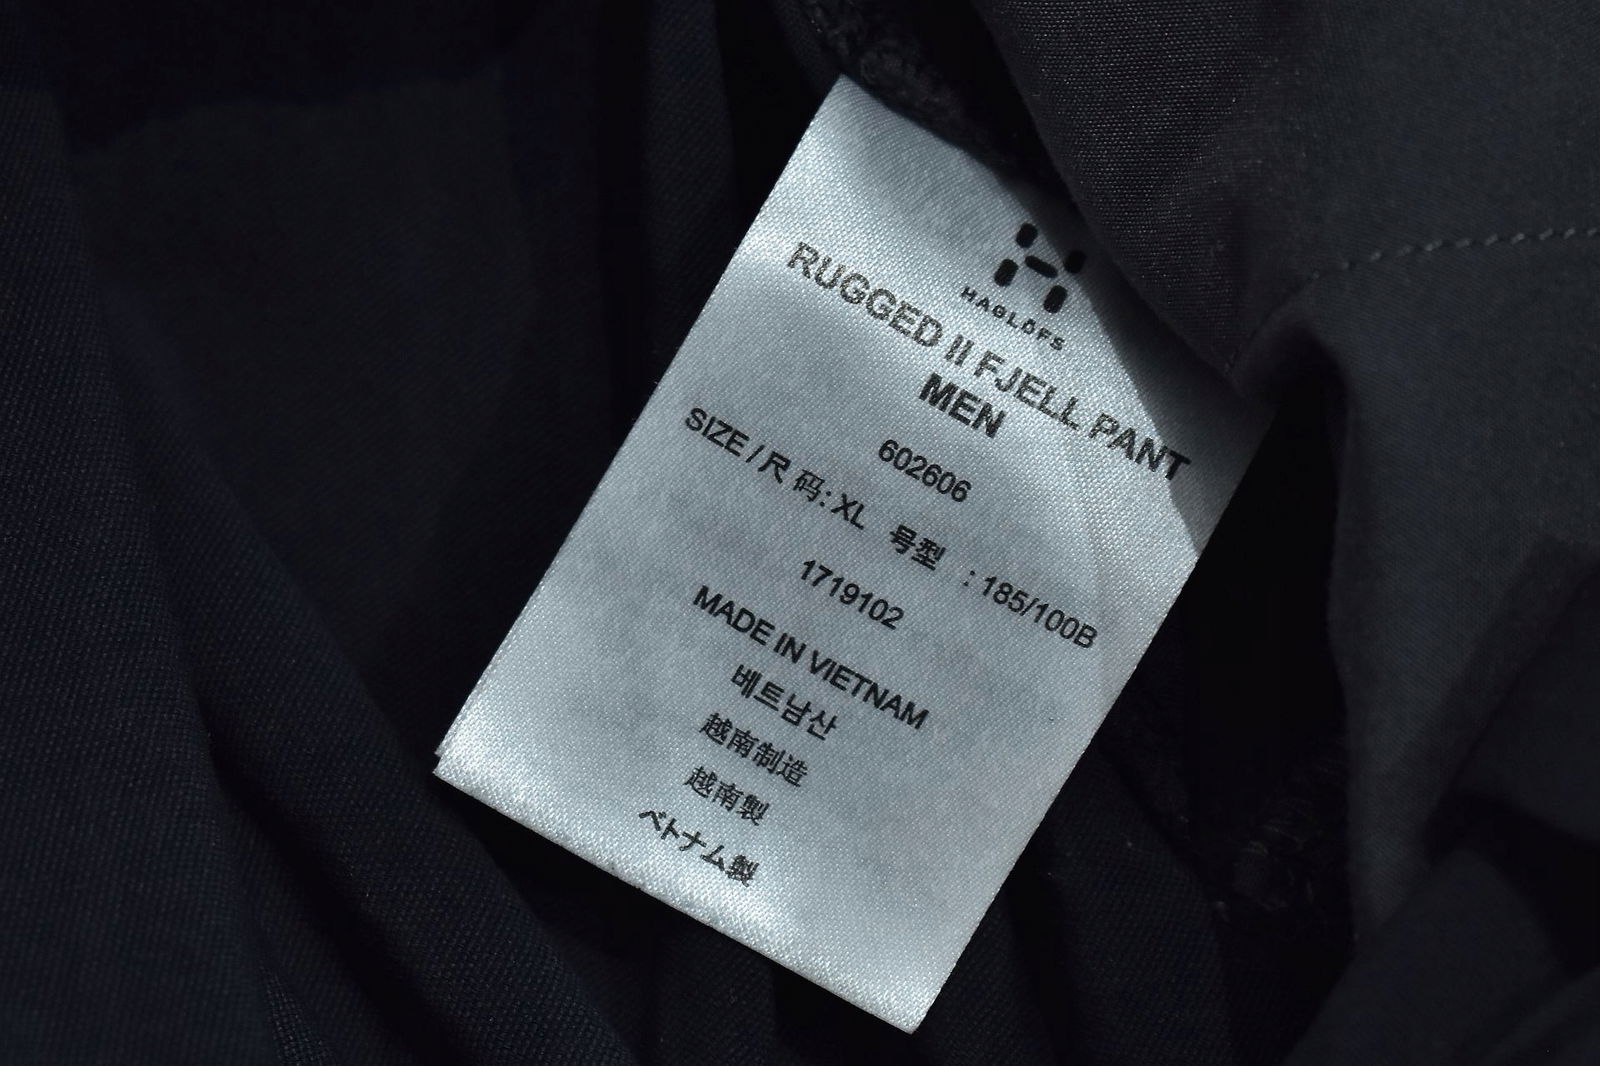 HAGLÖFS
RUGGED II FJELL PANT
MEN
602606
SIZE / 尺 码: XL 号型 : 185/100B
1719102
MADE IN VIETNAM
베트남산
越南制造
越南製
ベトナム製